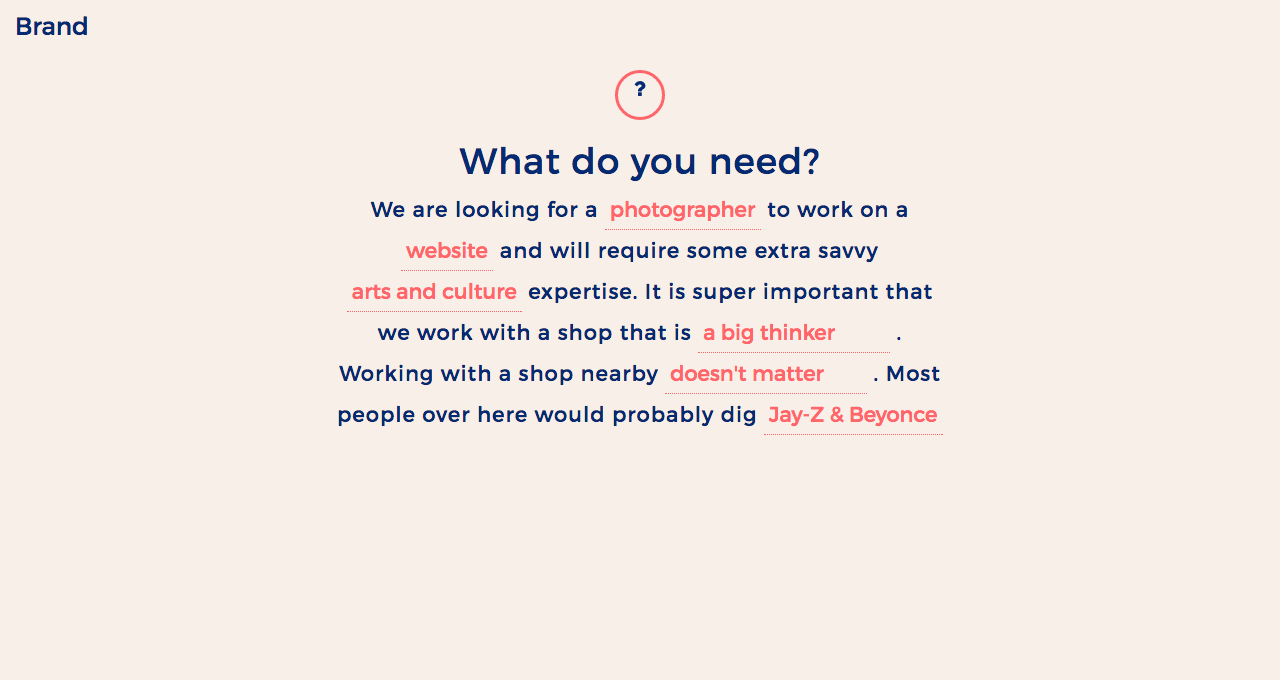 Brand
?
What do you need?
We are looking for a photographer to work on a
website and will require some extra savvy
arts and culture expertise. It is super important that
we work with a shop that is a big thinker .
Working with a shop nearby doesn't matter . Most
people over here would probably dig Jay-Z & Beyonce